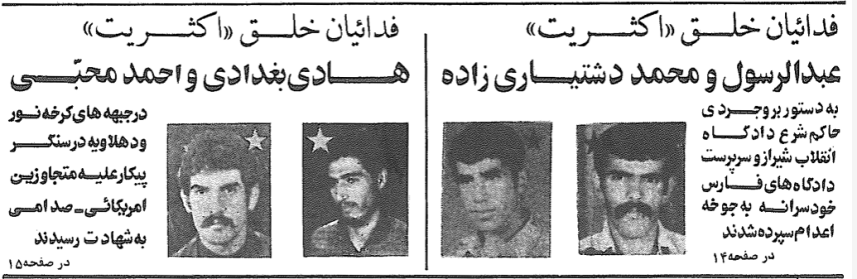 فدائیان خلق «اکثریت»
عبدالرسول و محمد دشتیاری زاده
به دستور بروجردی
حاکم شرع دادگاه
انقلاب شیراز و سرپرست
دادگاه‌های فارس
خودسرانه به جوخه
اعدام سپرده شدند
در صفحه ۱۴
فدائیان خلق «اکثریت»
هادی بغدادی و احمد محبّی
در جبهه های کرخه نور
و دهلاویه در سنگر
پیکار علیه متجاوزین
امریکائی ـ صدامی
به شهادت رسیدند
در صفحه ۱۵